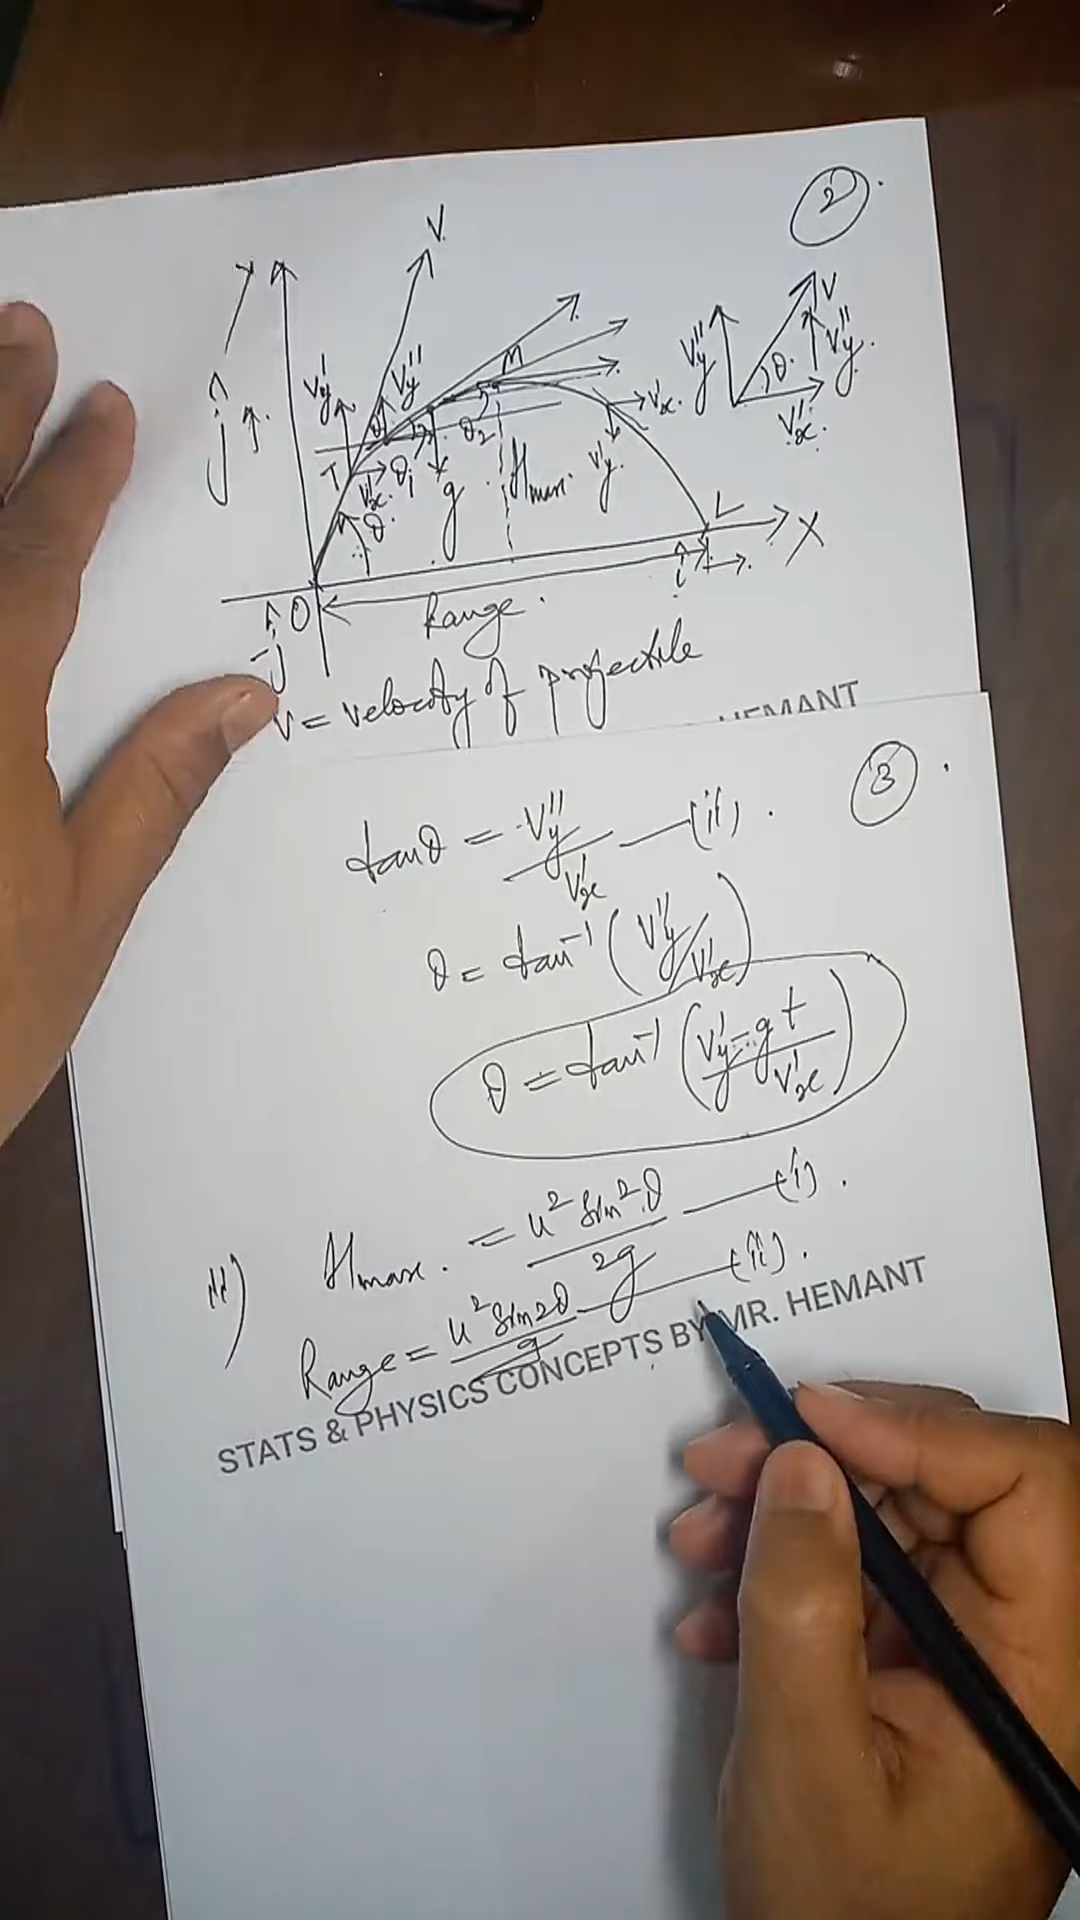 2
V
Y
M
V'y
V''y
ĵ
T
θ1
θ2
V'x
θ
g
Hmax.
V'y
V'x
L
X
î
-ĵ
O
Range.
V''y
V
θ
V''y.
V'x.
V = velocity of projectile
HEMANT
3
tanθ = V''y / V'x —(ii).
θ = tan⁻¹ (V''y / V'x)
θ = tan⁻¹ (V'y - gt / V'x)
ii) Hmax. = u² sin²θ / 2g —(i).
Range = u² sin2θ / g —(ii).
STATS & PHYSICS CONCEPTS BY MR. HEMANT